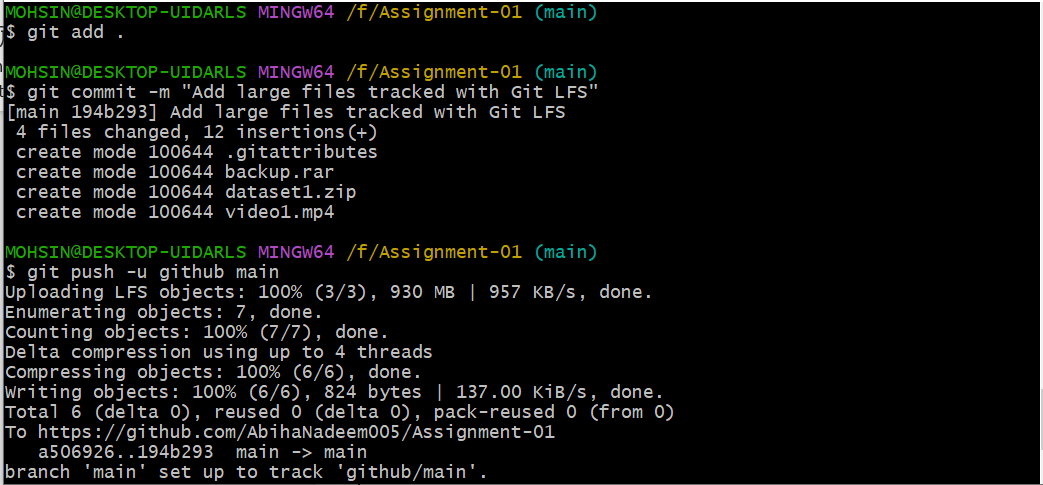 MOHSIN@DESKTOP-UIDARLS MINGW64 /f/Assignment-01 (main)
$ git add .
MOHSIN@DESKTOP-UIDARLS MINGW64 /f/Assignment-01 (main)
$ git commit -m "Add large files tracked with Git LFS"
[main 194b293] Add large files tracked with Git LFS
 4 files changed, 12 insertions(+)
 create mode 100644 .gitattributes
 create mode 100644 backup.rar
 create mode 100644 dataset1.zip
 create mode 100644 video1.mp4
MOHSIN@DESKTOP-UIDARLS MINGW64 /f/Assignment-01 (main)
$ git push -u github main
Uploading LFS objects: 100% (3/3), 930 MB | 957 KB/s, done.
Enumerating objects: 7, done.
Counting objects: 100% (7/7), done.
Delta compression using up to 4 threads
Compressing objects: 100% (6/6), done.
Writing objects: 100% (6/6), 824 bytes | 137.00 KiB/s, done.
Total 6 (delta 0), reused 0 (delta 0), pack-reused 0 (from 0)
To https://github.com/AbihaNadeem005/Assignment-01
   a506926..194b293  main -> main
branch 'main' set up to track 'github/main'.